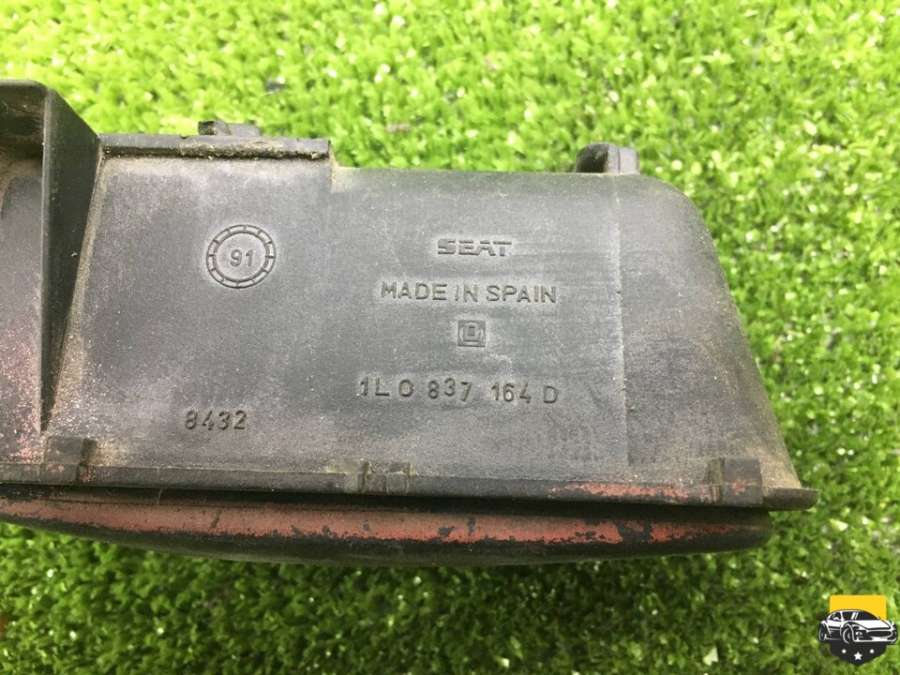 91
SEAT
MADE IN SPAIN
1L0 837 164 D
8432